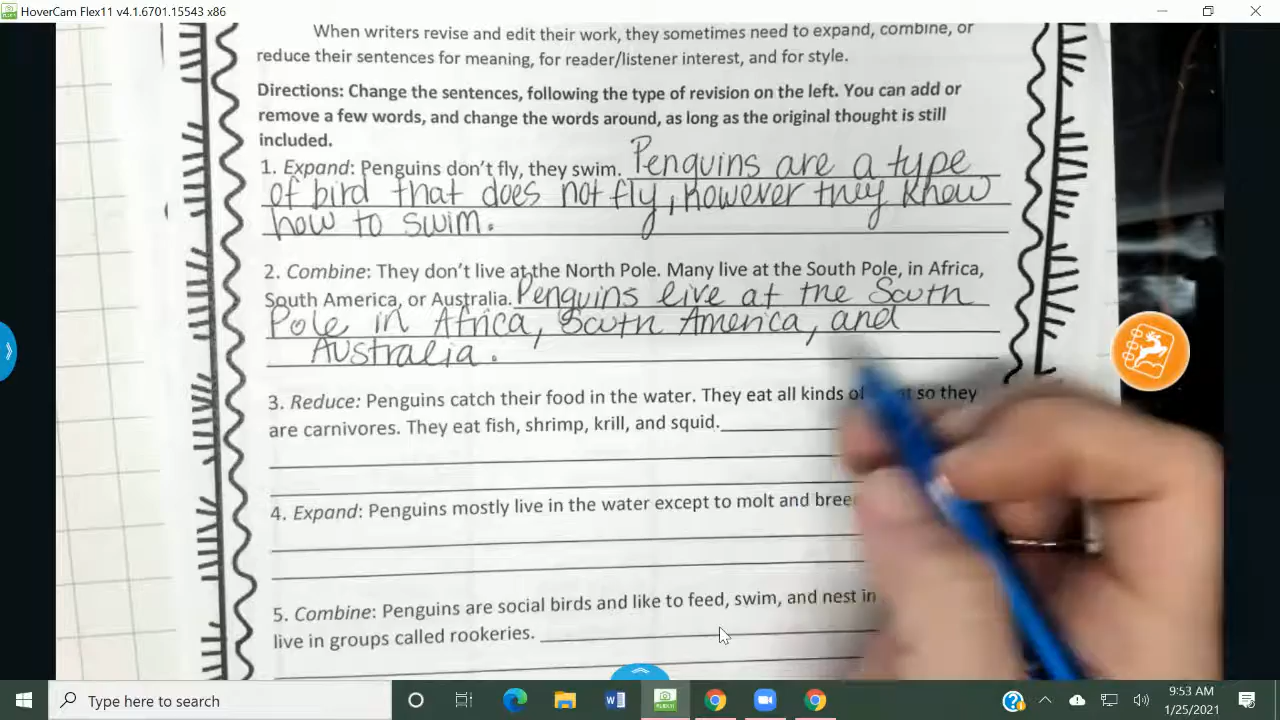 HoverCam Flex11 v4.1.6701.15543 x86
When writers revise and edit their work, they sometimes need to expand, combine, or
reduce their sentences for meaning, for reader/listener interest, and for style.
Directions: Change the sentences, following the type of revision on the left. You can add or
remove a few words, and change the words around, as long as the original thought is still
included.
1. Expand: Penguins don't fly, they swim. Penguins are a type
of bird that does not fly, however they know
how to swim.
2. Combine: They don't live at the North Pole. Many live at the South Pole, in Africa,
South America, or Australia. Penguins live at the South
Pole in Africa, South America, and
Australia.
3. Reduce: Penguins catch their food in the water. They eat all kinds of so they
are carnivores. They eat fish, shrimp, krill, and squid.
4. Expand: Penguins mostly live in the water except to molt and
5. Combine: Penguins are social birds and like to feed, swim, and nest in
live in groups called rookeries.
Type here to search
9:53 AM
1/25/2021